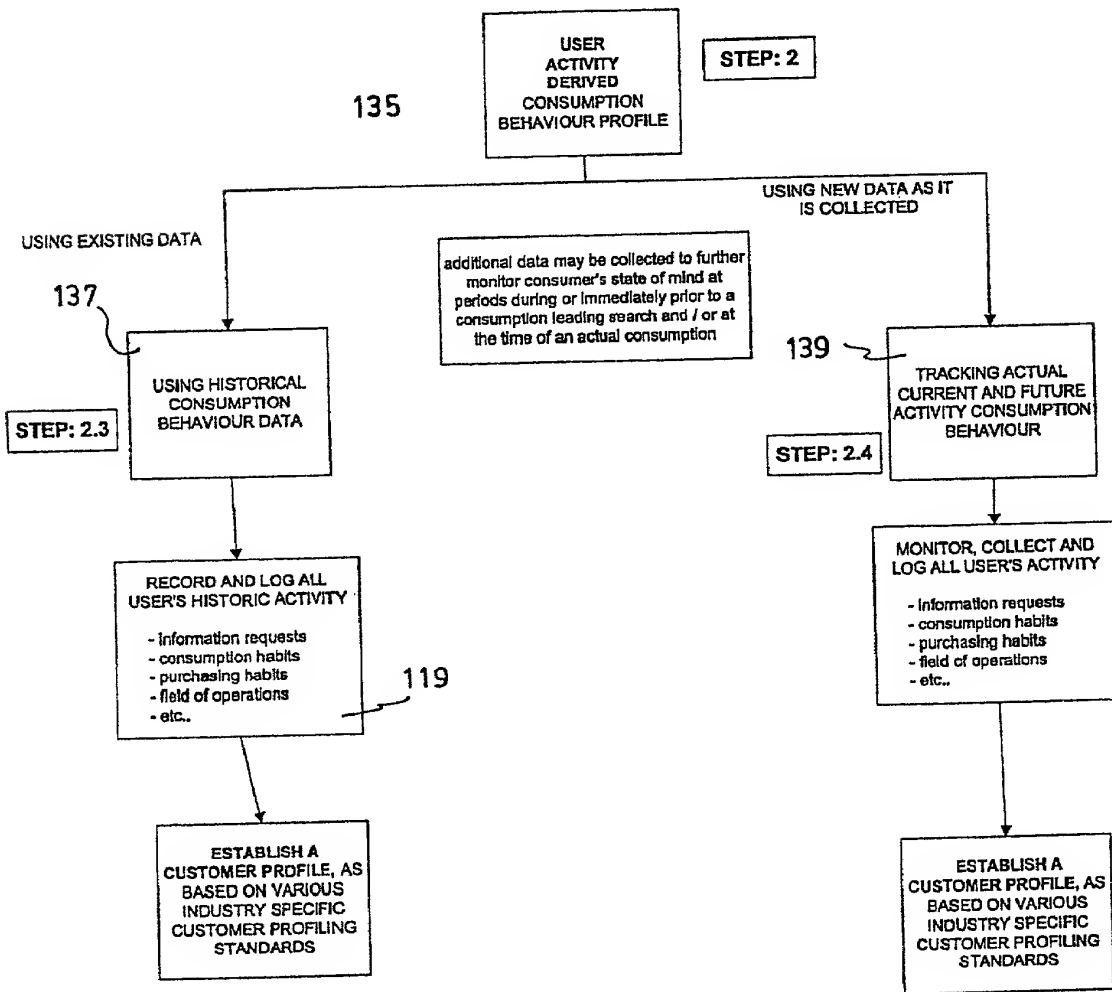 USER
ACTIVITY
DERIVED
CONSUMPTION
BEHAVIOUR PROFILE
STEP: 2
135
USING EXISTING DATA
USING NEW DATA AS IT
IS COLLECTED
additional data may be collected to further
monitor consumer's state of mind at
periods during or immediately prior to a
consumption leading search and / or at
the time of an actual consumption
137
139
USING HISTORICAL
CONSUMPTION
BEHAVIOUR DATA
STEP: 2.3
TRACKING ACTUAL
CURRENT AND FUTURE
ACTIVITY CONSUMPTION
BEHAVIOUR
STEP: 2.4
RECORD AND LOG ALL
USER'S HISTORIC ACTIVITY
- information requests
- consumption habits
- purchasing habits
- field of operations
- etc..
119
MONITOR, COLLECT AND
LOG ALL USER'S ACTIVITY
- information requests
- consumption habits
- purchasing habits
- field of operations
- etc..
ESTABLISH A
CUSTOMER PROFILE, AS
BASED ON VARIOUS
INDUSTRY SPECIFIC
CUSTOMER PROFILING
STANDARDS
ESTABLISH A
CUSTOMER PROFILE, AS
BASED ON VARIOUS
INDUSTRY SPECIFIC
CUSTOMER PROFILING
STANDARDS